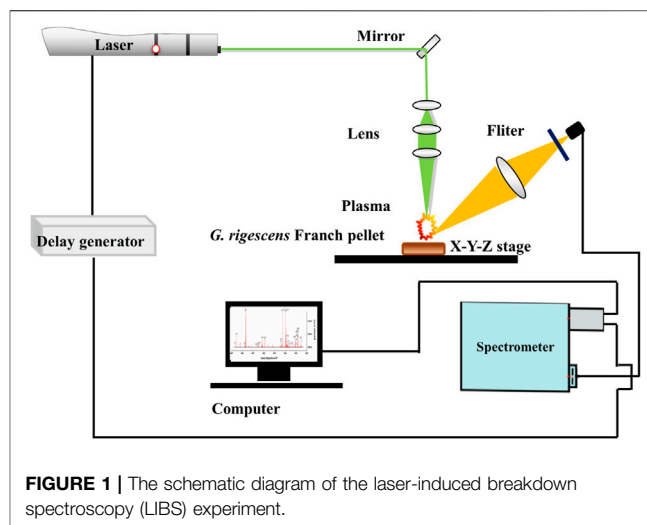 Laser
Mirror
Lens
Fliter
Plasma
G. rigescens Franch pellet
X-Y-Z stage
Delay generator
Spectrometer
Computer
FIGURE 1 | The schematic diagram of the laser-induced breakdown
spectroscopy (LIBS) experiment.